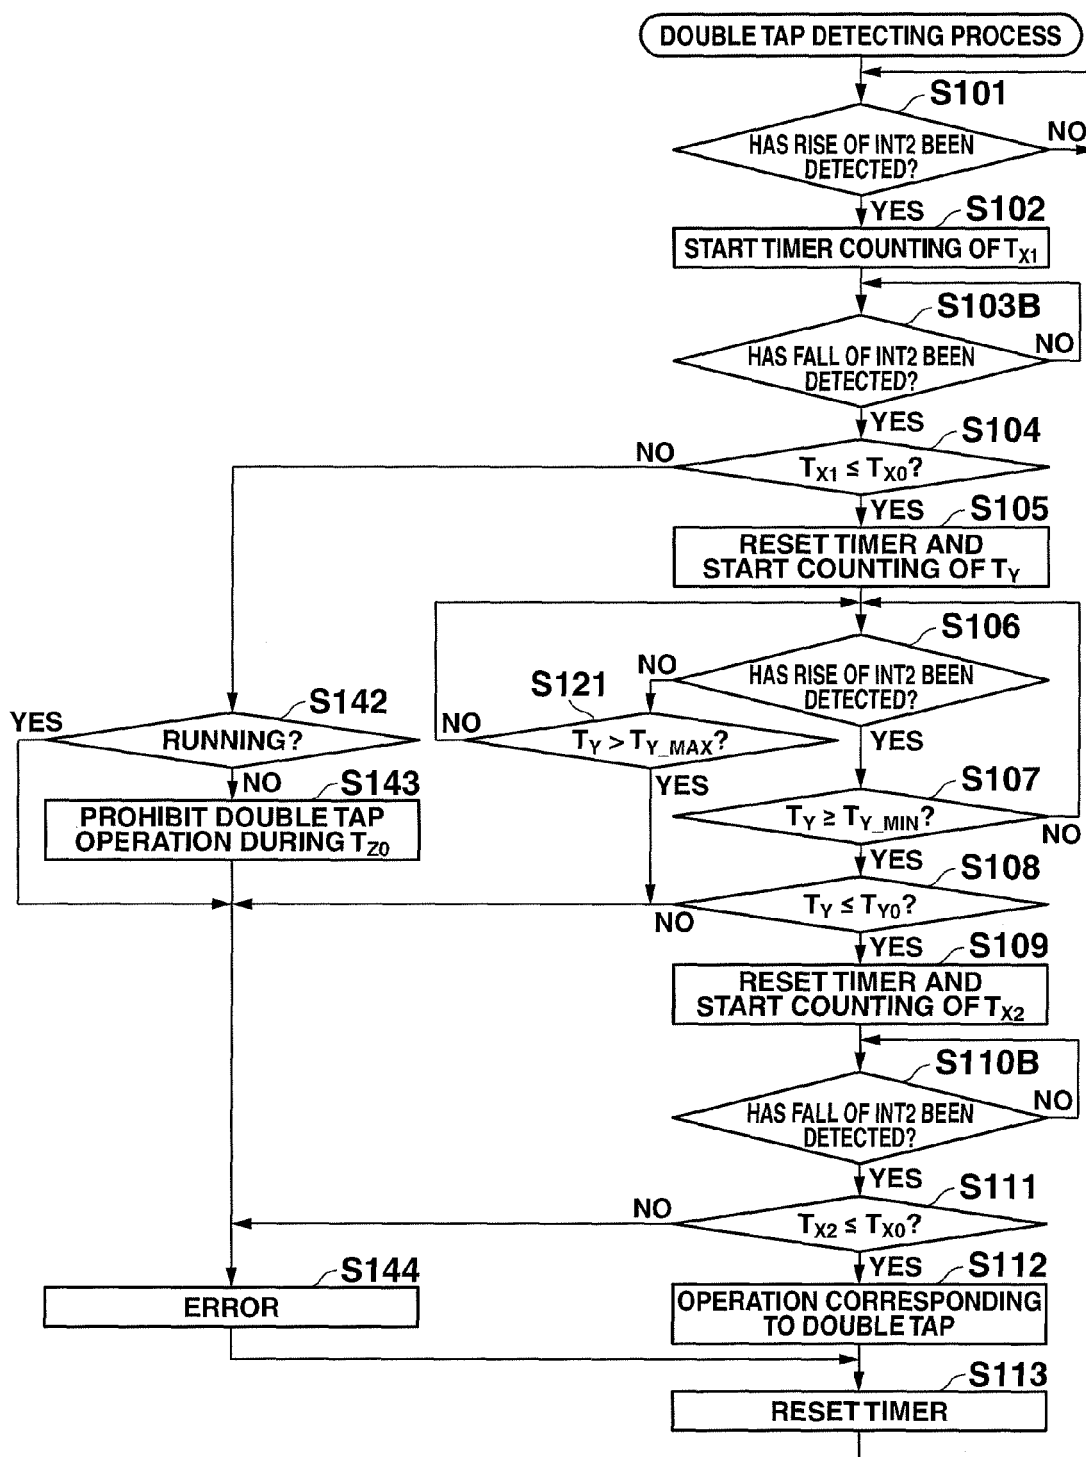 DOUBLE TAP DETECTING PROCESS
S101
HAS RISE OF INT2 BEEN
DETECTED?
NO
YES
S102
START TIMER COUNTING OF TX1
S103B
HAS FALL OF INT2 BEEN
DETECTED?
NO
YES
S104
NO
TX1 ≤ TX0?
YES
S105
RESET TIMER AND
START COUNTING OF TY
S106
NO
HAS RISE OF INT2 BEEN
DETECTED?
YES
S121
NO
TY > TY_MAX?
YES
S142
YES
RUNNING?
NO
S143
PROHIBIT DOUBLE TAP
OPERATION DURING TZ0
S107
TY ≥ TY_MIN?
NO
YES
S108
TY ≤ TY0?
NO
YES
S109
RESET TIMER AND
START COUNTING OF TX2
S110B
HAS FALL OF INT2 BEEN
DETECTED?
NO
YES
S111
NO
TX2 ≤ TX0?
YES
S112
OPERATION CORRESPONDING
TO DOUBLE TAP
S144
ERROR
S113
RESET TIMER